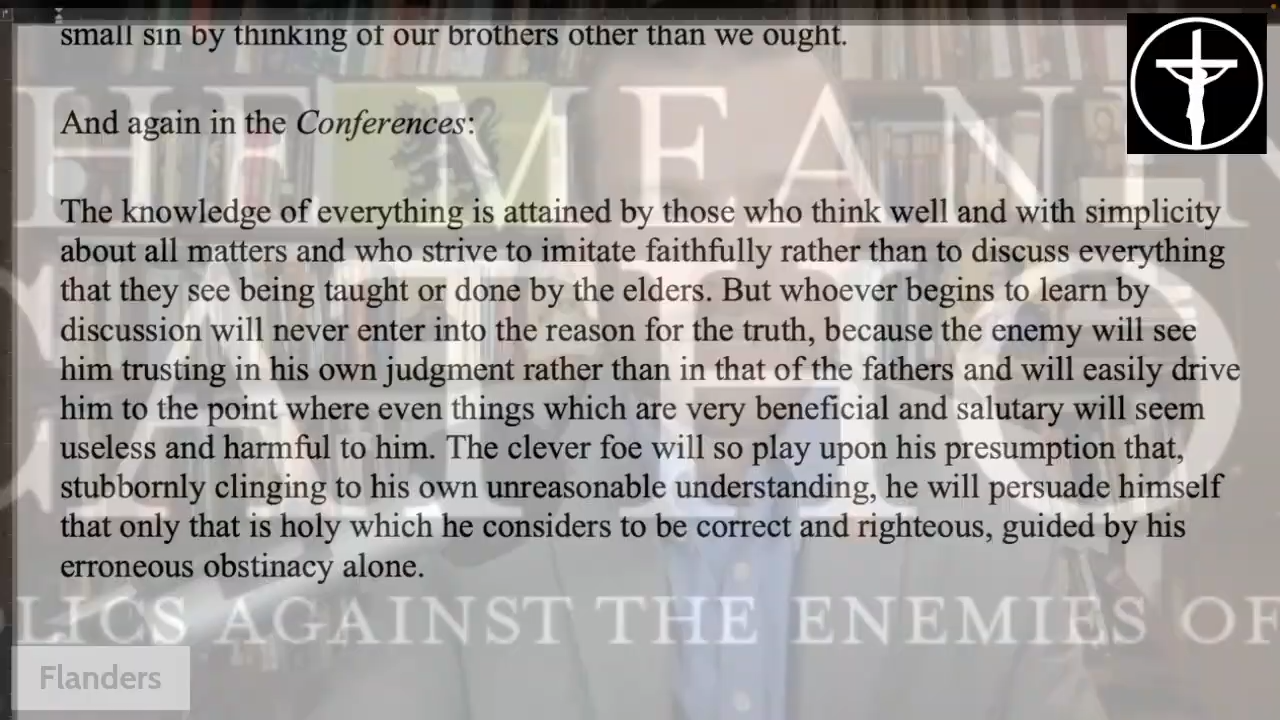 small sin by thinking of our brothers other than we ought.
And again in the Conferences:
The knowledge of everything is attained by those who think well and with simplicity
about all matters and who strive to imitate faithfully rather than to discuss everything
that they see being taught or done by the elders. But whoever begins to learn by
discussion will never enter into the reason for the truth, because the enemy will see
him trusting in his own judgment rather than in that of the fathers and will easily drive
him to the point where even things which are very beneficial and salutary will seem
useless and harmful to him. The clever foe will so play upon his presumption that,
stubbornly clinging to his own unreasonable understanding, he will persuade himself
that only that is holy which he considers to be correct and righteous, guided by his
erroneous obstinacy alone.
HE MEANIN
CATHO
LICS AGAINST THE ENEMIES OF
Flanders